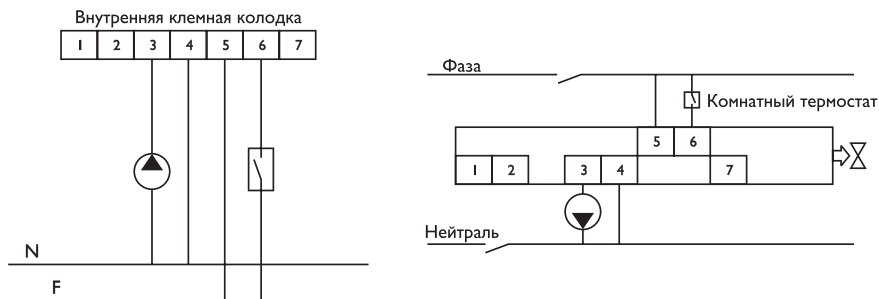 Внутренняя клемная колодка
1 2 3 4 5 6 7
N
F
Фаза
Комнатный термостат
5 6
1 2 3 4 7
Нейтраль